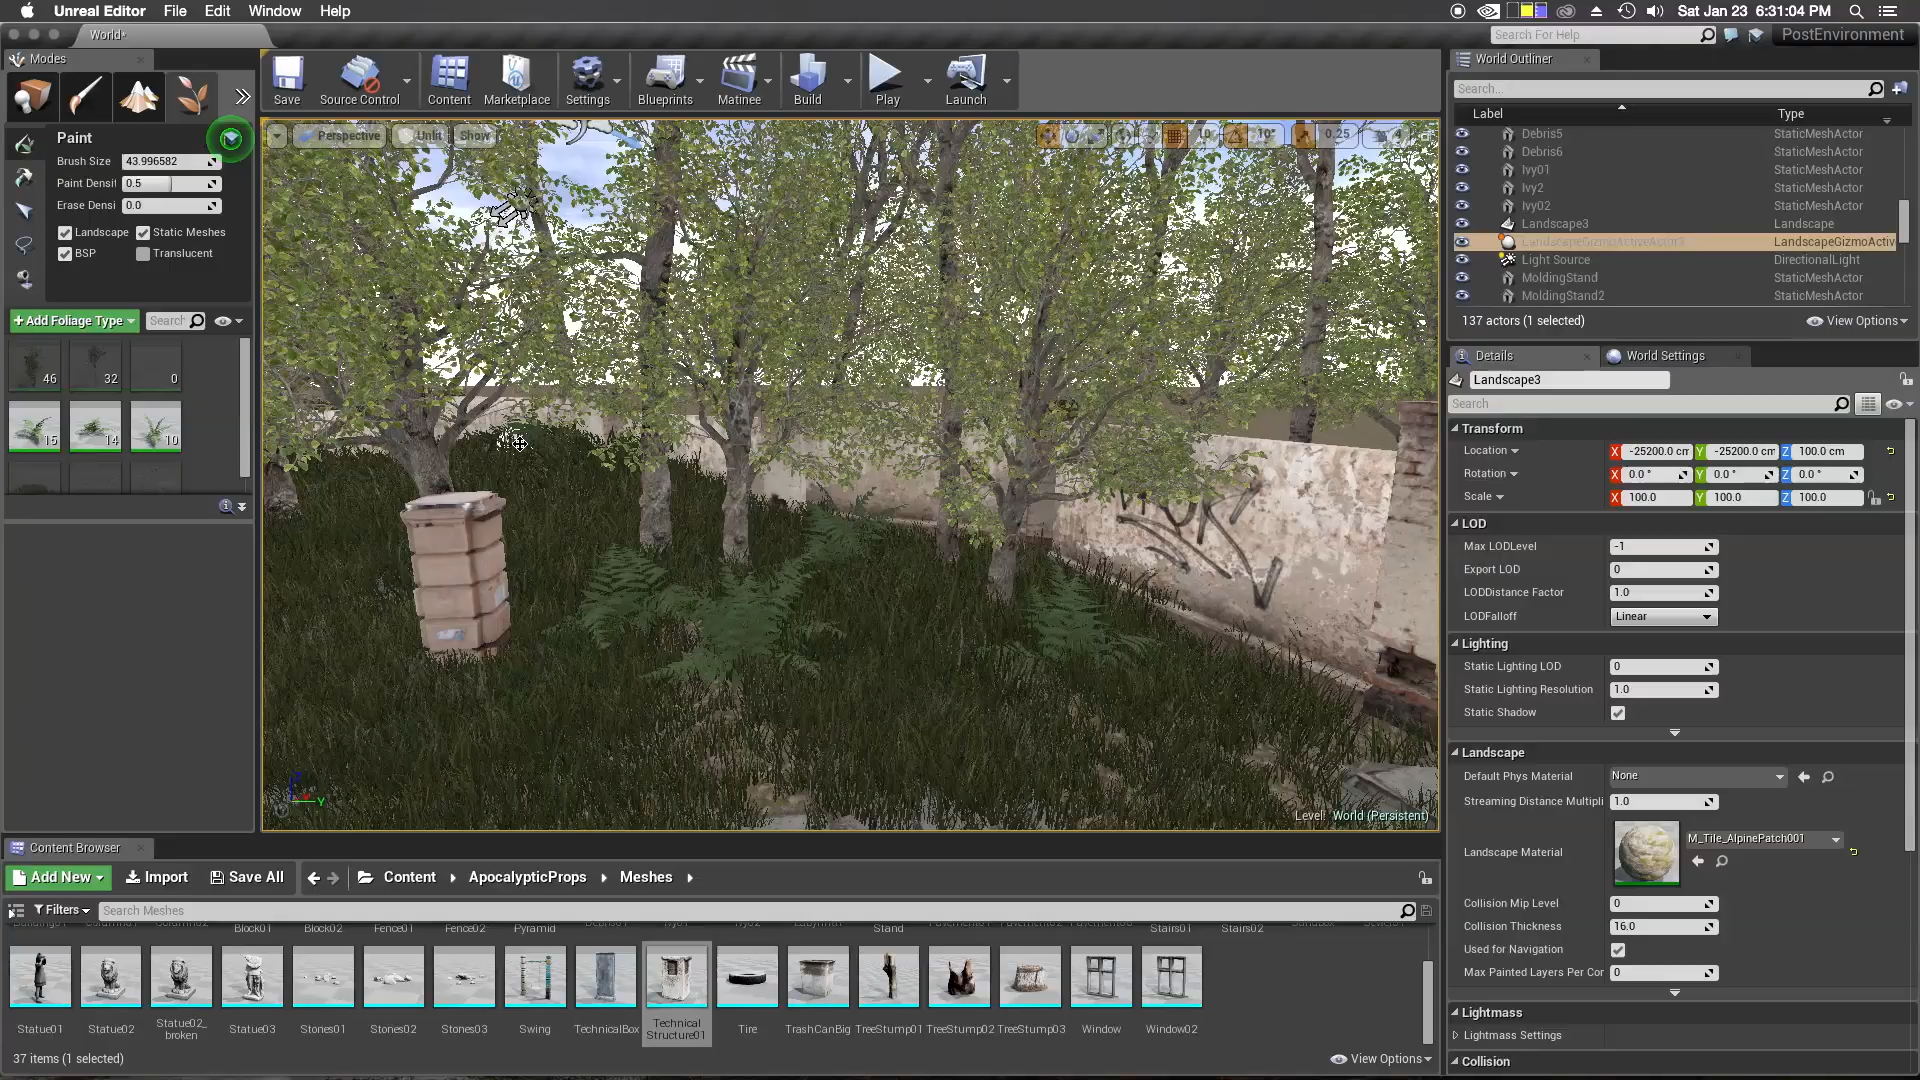 Unreal Editor File Edit Window Help
Sat Jan 23 6:31:04 PM
World*
Search For Help
PostEnvironment
Modes
Save
Source Control
Content
Marketplace
Settings
Blueprints
Matinee
Build
Play
Launch
Paint
Brush Size 43.996582
Paint Densit 0.5
Erase Densi 0.0
Landscape Static Meshes
BSP Translucent
+Add Foliage Type
Search
46 32 0
15 14 10
Perspective Unlit Show
10 10° 0.25 4
Y
Level: World (Persistent)
World Outliner
Search...
Label Type
Debris5 StaticMeshActor
Debris6 StaticMeshActor
Ivy01 StaticMeshActor
Ivy2 StaticMeshActor
Ivy02 StaticMeshActor
Landscape3 Landscape
LandscapeGizmoActiv
Light Source DirectionalLight
MoldingStand StaticMeshActor
MoldingStand2 StaticMeshActor
137 actors (1 selected)
View Options
Details
World Settings
Landscape3
Search
Transform
Location X -25200.0 cm Y -25200.0 cm Z 100.0 cm
Rotation X 0.0 ° Y 0.0 ° Z 0.0 °
Scale X 100.0 Y 100.0 Z 100.0
LOD
Max LODLevel -1
Export LOD 0
LODDistance Factor 1.0
LODFalloff Linear
Lighting
Static Lighting LOD 0
Static Lighting Resolution 1.0
Static Shadow
Landscape
Default Phys Material None
Streaming Distance Multipli 1.0
Landscape Material M_Tile_AlpinePatch001
Collision Mip Level 0
Collision Thickness 16.0
Used for Navigation
Max Painted Layers Per Cor 0
Lightmass
Lightmass Settings
Collision
Content Browser
Add New Import Save All Content ApocalypticProps Meshes
Filters Search Meshes
Block01 Block02 Fence01 Fence02 Pyramid Stand Stairs01 Stairs02
Statue01
Statue02
Statue02_
broken
Statue03
Stones01
Stones02
Stones03
Swing
TechnicalBox
Technical
Structure01
Tire
TrashCanBig
TreeStump01
TreeStump02
TreeStump03
Window
Window02
37 items (1 selected)
View Options